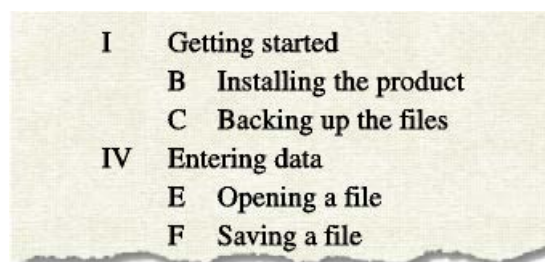 I Getting started
B Installing the product
C Backing up the files
IV Entering data
E Opening a file
F Saving a file